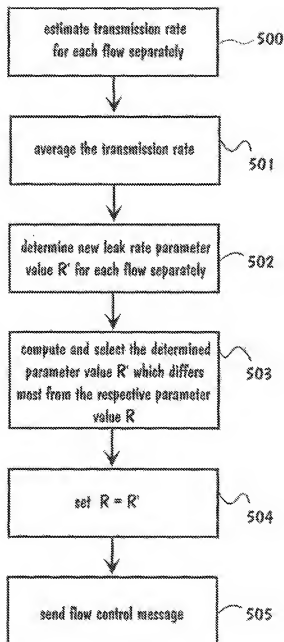 estimate transmission rate
for each flow separately
500
average the transmission rate
501
determine new leak rate parameter
value R' for each flow separately
502
compute and select the determined
parameter value R' which differs
most from the respective parameter
value R
503
set R = R'
504
send flow control message
505